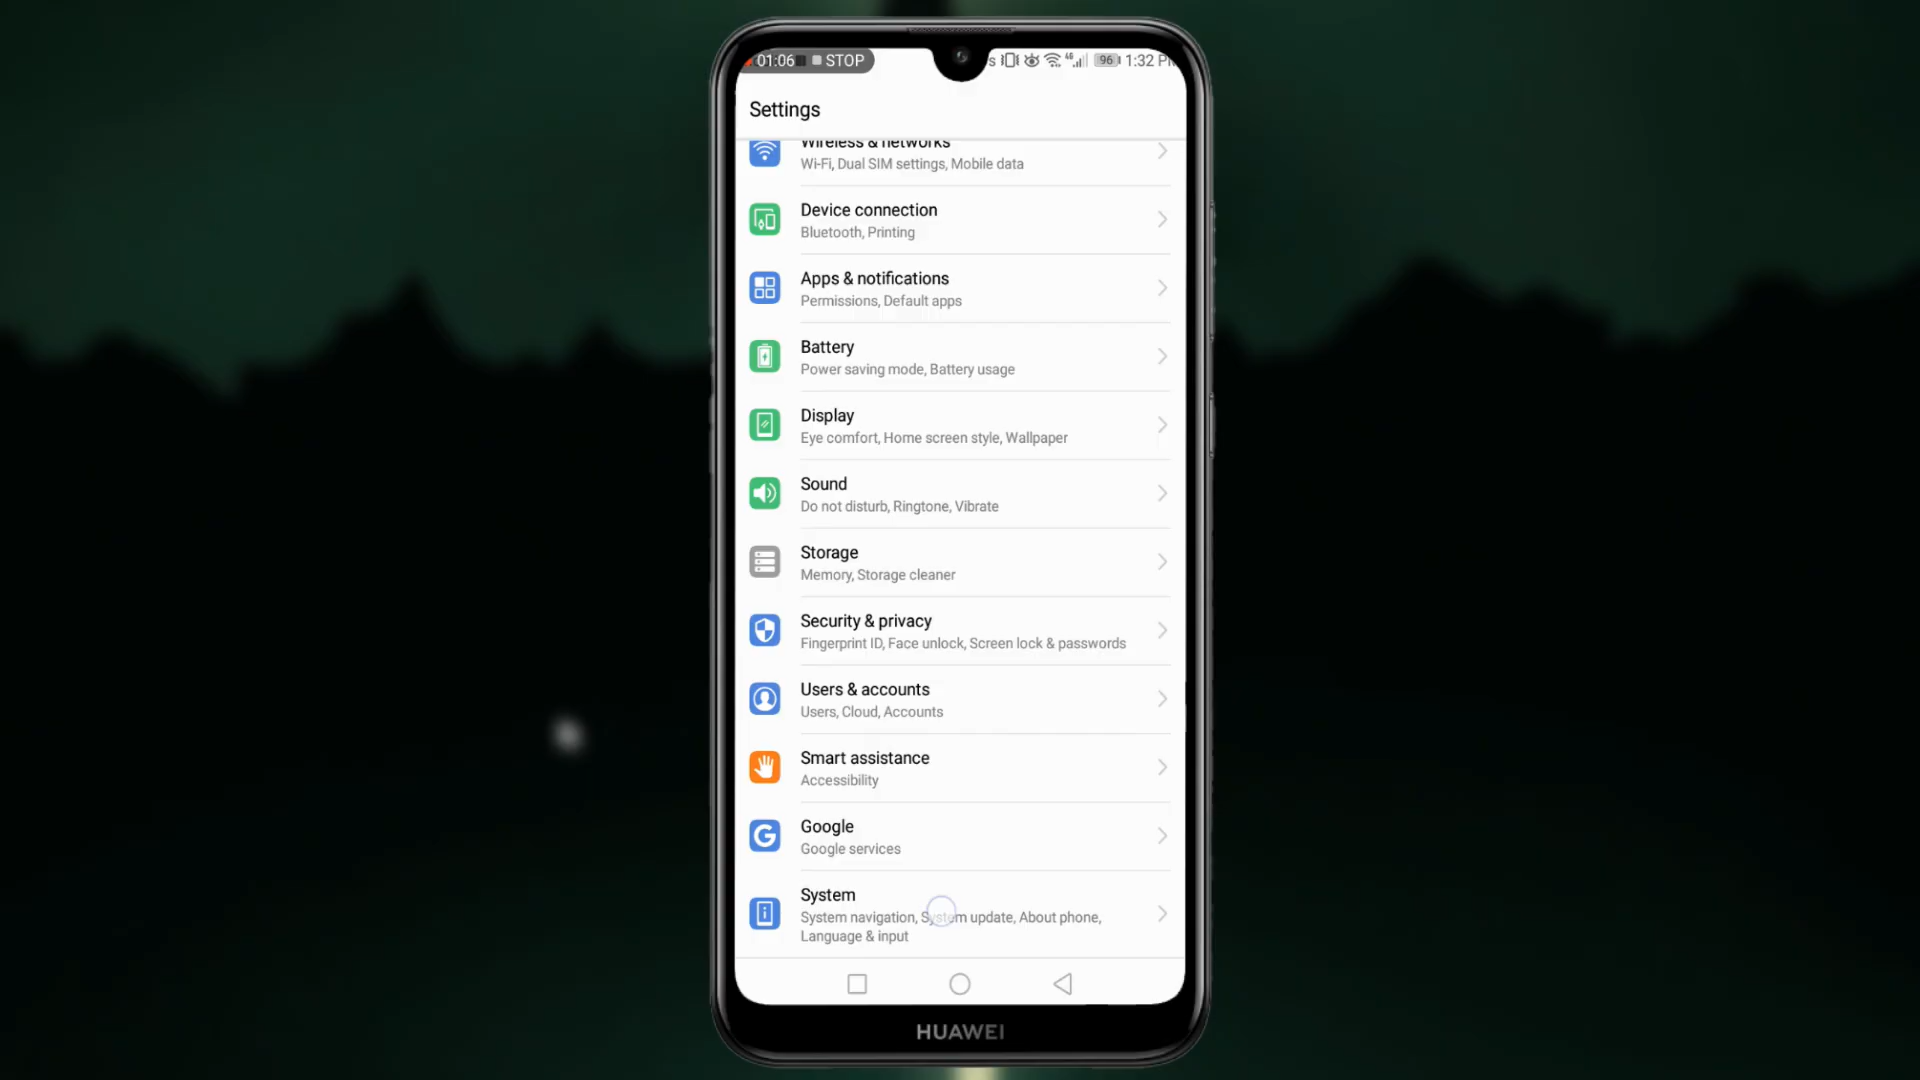 01:06 STOP
96 1:32 PM
Settings
Wireless & networks
Wi-Fi, Dual SIM settings, Mobile data
Device connection
Bluetooth, Printing
Apps & notifications
Permissions, Default apps
Battery
Power saving mode, Battery usage
Display
Eye comfort, Home screen style, Wallpaper
Sound
Do not disturb, Ringtone, Vibrate
Storage
Memory, Storage cleaner
Security & privacy
Fingerprint ID, Face unlock, Screen lock & passwords
Users & accounts
Users, Cloud, Accounts
Smart assistance
Accessibility
Google
Google services
System
System navigation, System update, About phone,
Language & input
HUAWEI